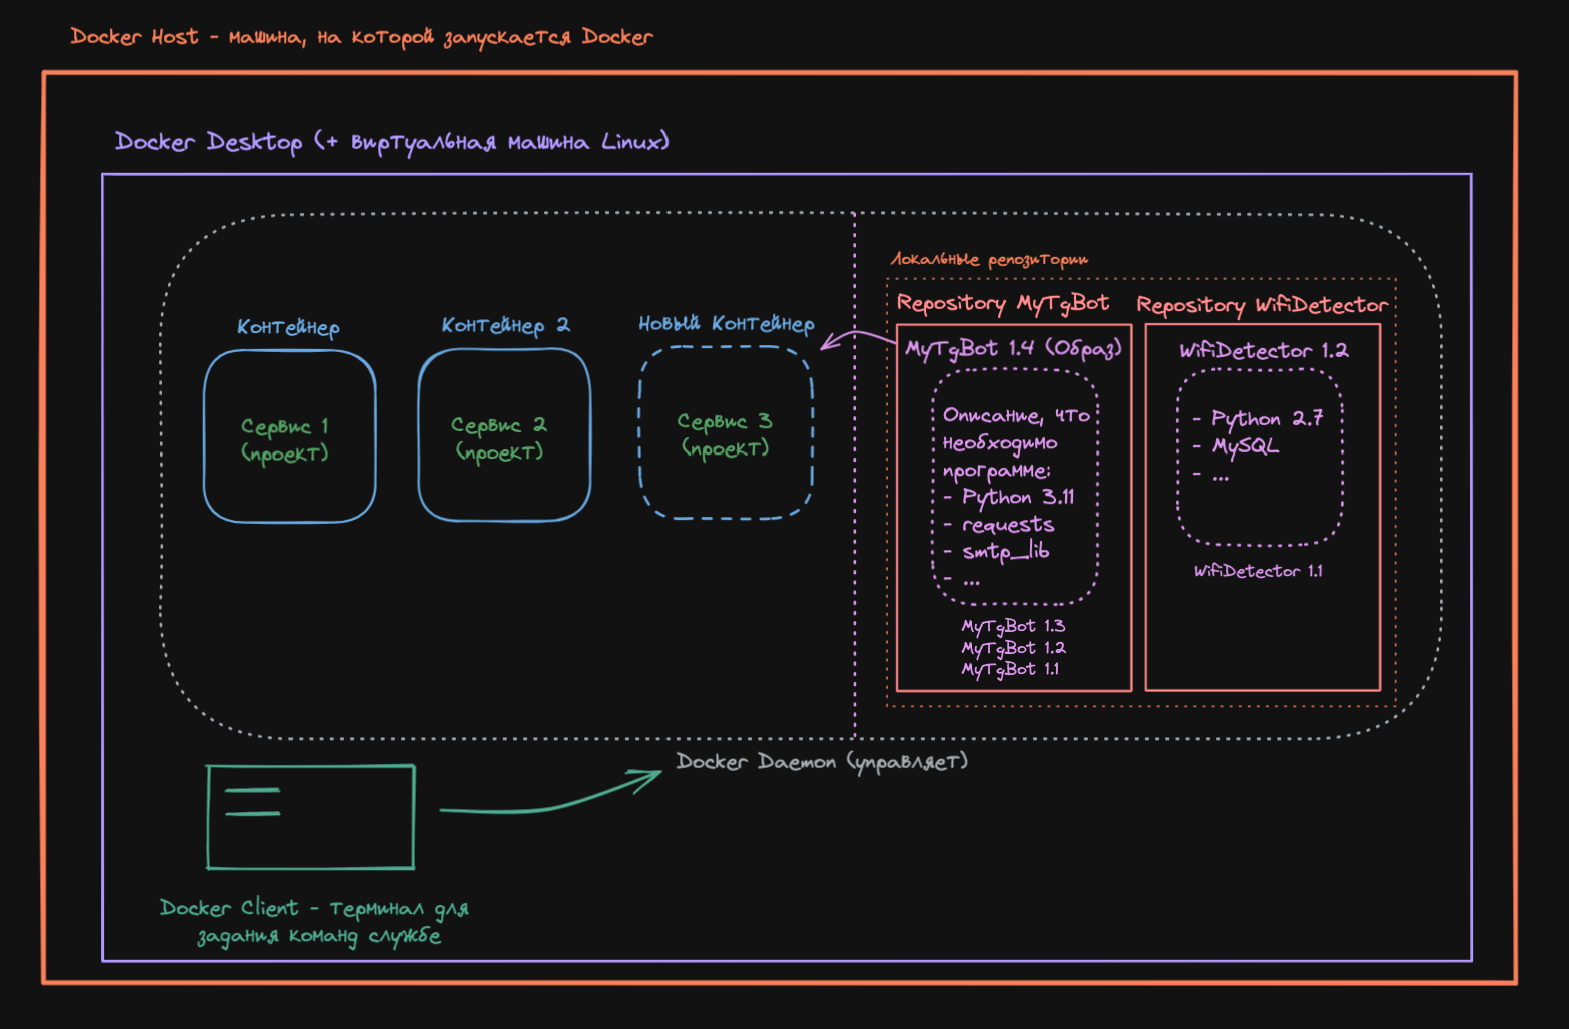 Docker Host - машина, на которой запускается Docker
Docker Desktop (+ виртуальная машина Linux)
Локальные репозитории
Repository MyTgBot
Repository WifiDetector
Контейнер
Контейнер 2
Новый контейнер
MyTgBot 1.4 (Образ)
WifiDetector 1.2
Сервис 1
(проект)
Сервис 2
(проект)
Сервис 3
(проект)
Описание, что
необходимо
программе:
- Python 3.11
- requests
- smtp_lib
- ...
- Python 2.7
- MySQL
- ...
WifiDetector 1.1
MyTgBot 1.3
MyTgBot 1.2
MyTgBot 1.1
Docker Daemon (управляет)
Docker Client - терминал для
задания команд службе